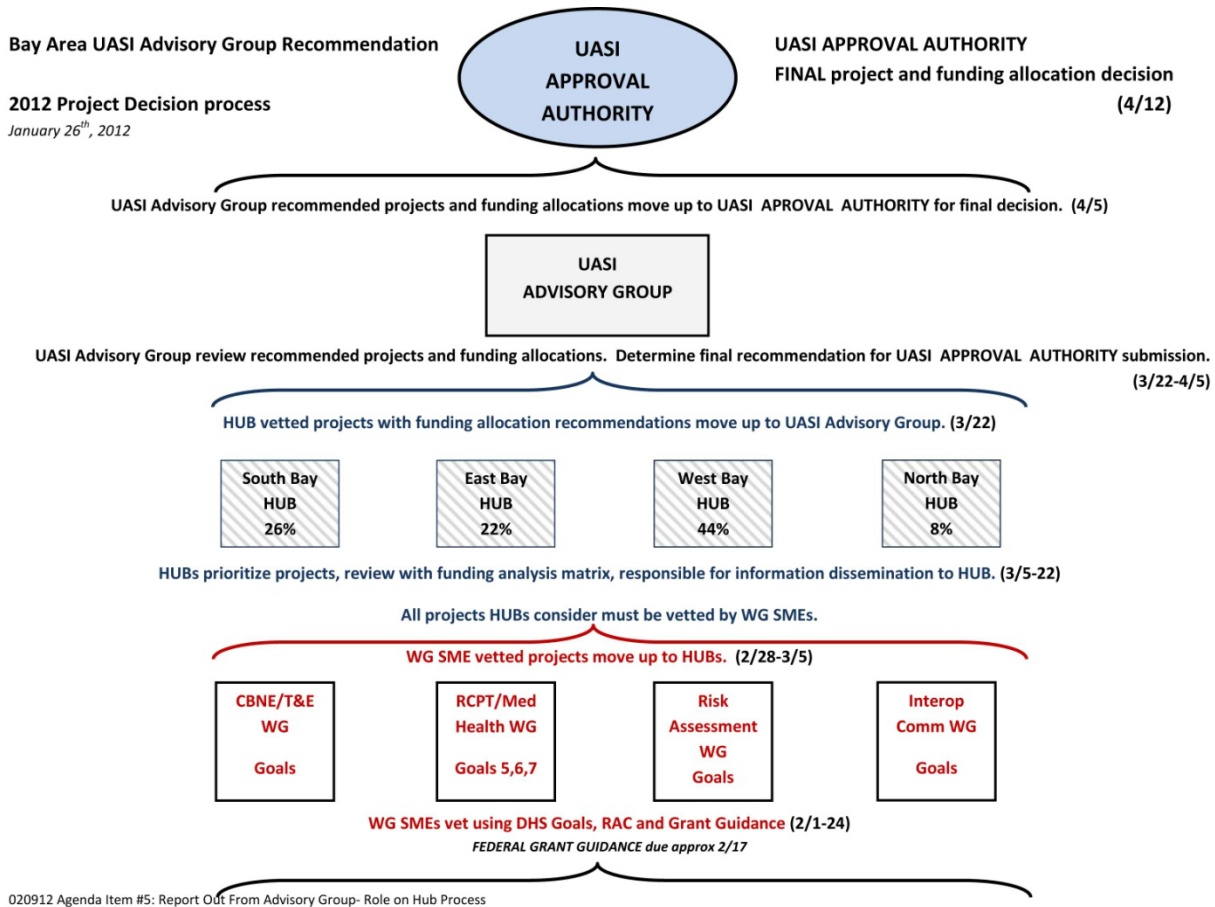 Bay Area UASI Advisory Group Recommendation
2012 Project Decision process
January 26th, 2012
UASI
APPROVAL
AUTHORITY
UASI APPROVAL AUTHORITY
FINAL project and funding allocation decision
(4/12)
UASI Advisory Group recommended projects and funding allocations move up to UASI APROVAL AUTHORITY for final decision. (4/5)
UASI
ADVISORY GROUP
UASI Advisory Group review recommended projects and funding allocations. Determine final recommendation for UASI APPROVAL AUTHORITY submission.
(3/22-4/5)
HUB vetted projects with funding allocation recommendations move up to UASI Advisory Group. (3/22)
South Bay
HUB
26%
East Bay
HUB
22%
West Bay
HUB
44%
North Bay
HUB
8%
HUBs prioritize projects, review with funding analysis matrix, responsible for information dissemination to HUB. (3/5-22)
All projects HUBs consider must be vetted by WG SMEs.
WG SME vetted projects move up to HUBs. (2/28-3/5)
CBNE/T&E
WG
Goals
RCPT/Med
Health WG
Goals 5,6,7
Risk
Assessment
WG
Goals
Interop
Comm WG
Goals
WG SMEs vet using DHS Goals, RAC and Grant Guidance (2/1-24)
FEDERAL GRANT GUIDANCE due approx 2/17
020912 Agenda Item #5: Report Out From Advisory Group- Role on Hub Process